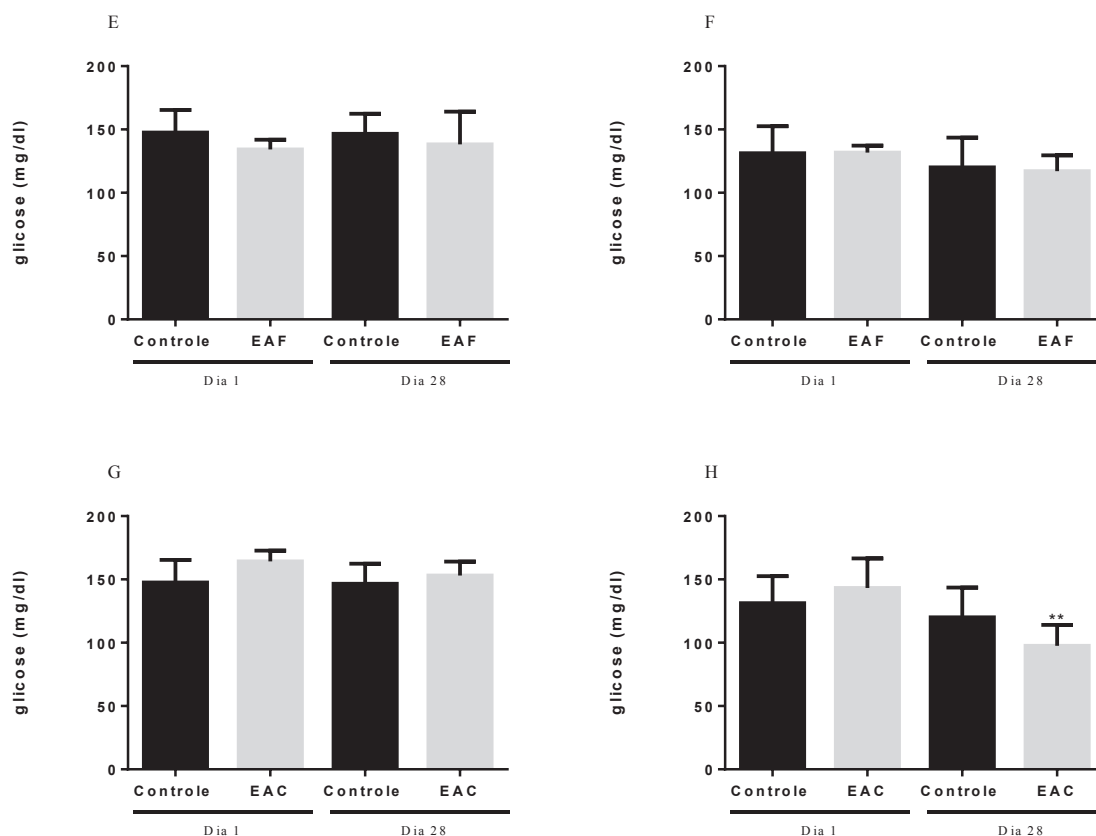 E
200
150
100
50
0
glicose (mg/dl)
Controle EAF Controle EAF
Dia 1 Dia 28
F
200
150
100
50
0
glicose (mg/dl)
Controle EAF Controle EAF
Dia 1 Dia 28
G
200
150
100
50
0
glicose (mg/dl)
Controle EAC Controle EAC
Dia 1 Dia 28
H
200
150
100
50
0
glicose (mg/dl)
**
Controle EAC Controle EAC
Dia 1 Dia 28